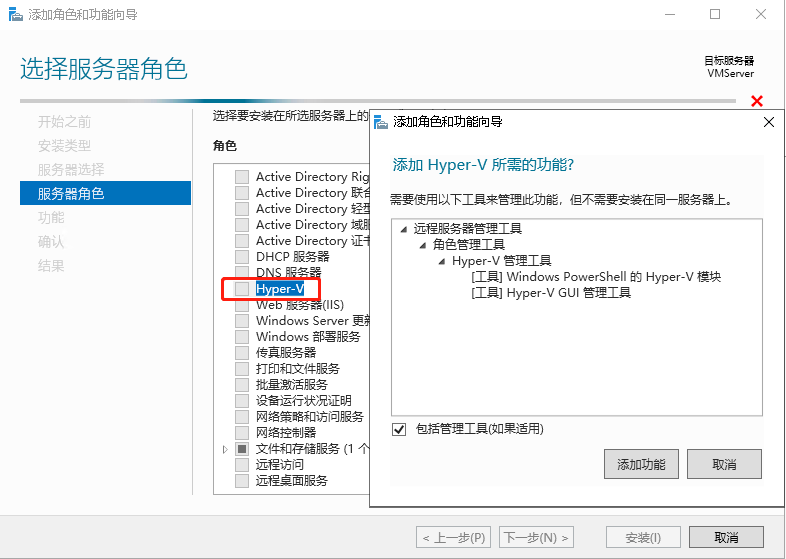 添加角色和功能向导
选择服务器角色
目标服务器
VMServer
开始之前
安装类型
服务器选择
服务器角色
功能
确认
结果
选择要安装在所选服务器上的
角色
Active Directory Rig
Active Directory 联合
Active Directory 轻型
Active Directory 域服
Active Directory 证书
DHCP 服务器
DNS 服务器
Hyper-V
Web 服务器(IIS)
Windows Server 更新
Windows 部署服务
传真服务器
打印和文件服务
批量激活服务
设备运行状况证明
网络策略和访问服务
网络控制器
文件和存储服务 (1 个
远程访问
远程桌面服务
添加角色和功能向导
添加 Hyper-V 所需的功能?
需要使用以下工具来管理此功能，但不需要安装在同一服务器上。
远程服务器管理工具
角色管理工具
Hyper-V 管理工具
[工具] Windows PowerShell 的 Hyper-V 模块
[工具] Hyper-V GUI 管理工具
包括管理工具(如果适用)
添加功能
取消
< 上一步(P)
下一步(N) >
安装(I)
取消